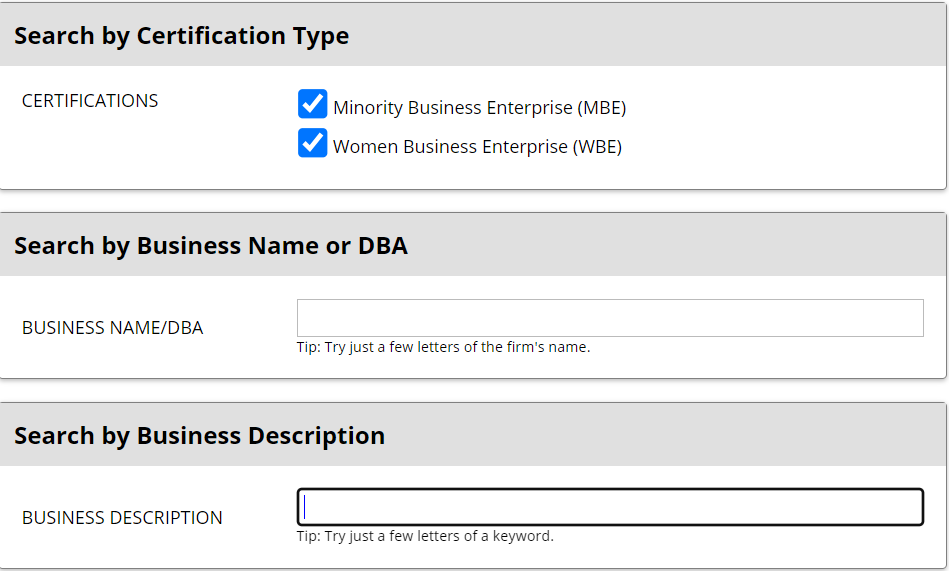 Search by Certification Type
CERTIFICATIONS
Minority Business Enterprise (MBE)
Women Business Enterprise (WBE)
Search by Business Name or DBA
BUSINESS NAME/DBA
Tip: Try just a few letters of the firm's name.
Search by Business Description
BUSINESS DESCRIPTION
Tip: Try just a few letters of a keyword.